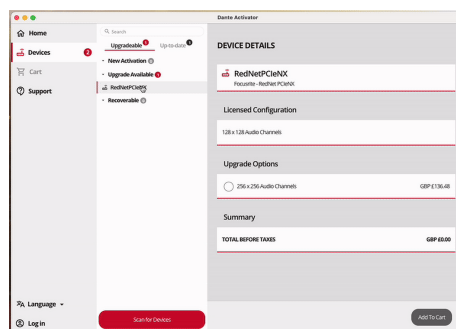 Dante Activator
Home
Devices
Cart
Support
Language
Log in
Search
Upgradeable
Up-to-date
New Activation
Upgrade Available
RedNetPCIeNX
Recoverable
Scan for Devices
DEVICE DETAILS
RedNetPCIeNX
Focusrite - RedNet PCIeNX
Licensed Configuration
128 x 128 Audio Channels
Upgrade Options
256 x 256 Audio Channels GBP £136.48
Summary
TOTAL BEFORE TAXES GBP £0.00
Add To Cart